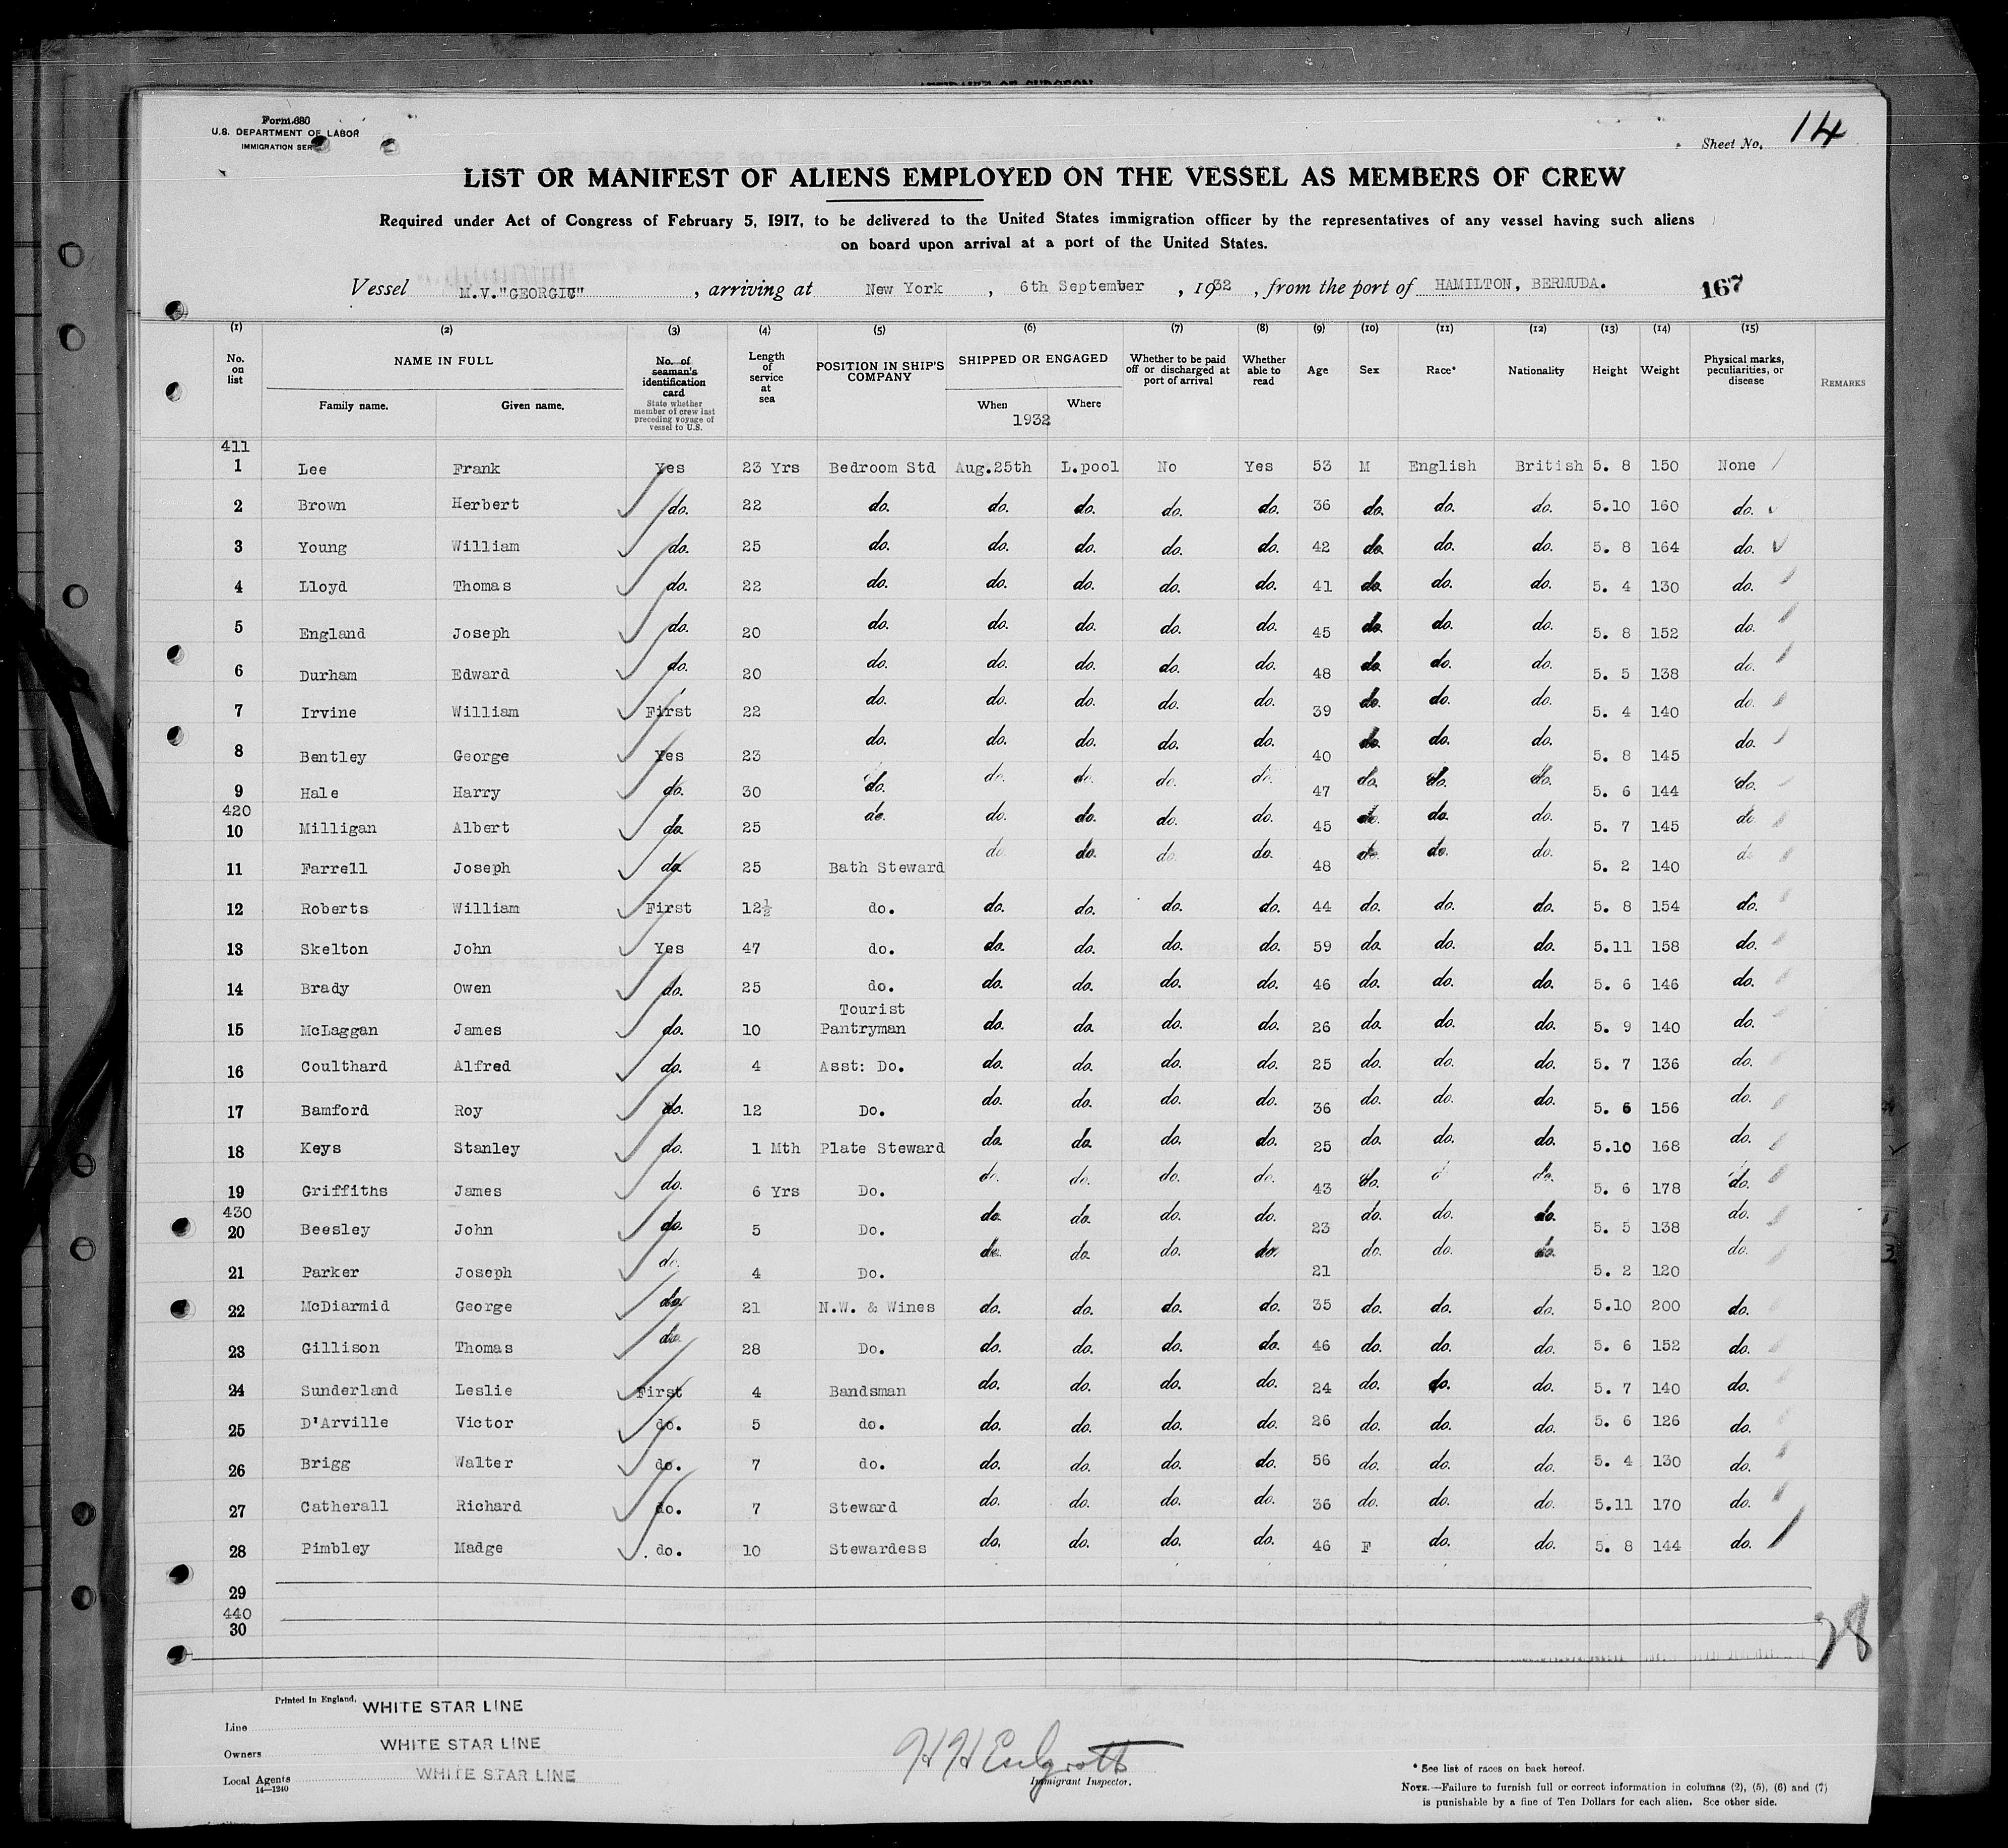 Form 680
U.S. DEPARTMENT OF LABOR
IMMIGRATION SER
Sheet No. 14
LIST OR MANIFEST OF ALIENS EMPLOYED ON THE VESSEL AS MEMBERS OF CREW
Required under Act of Congress of February 5, 1917, to be delivered to the United States immigration officer by the representatives of any vessel having such aliens
on board upon arrival at a port of the United States.
Vessel M.V."GEORGIC", arriving at New York, 6th September, 1932, from the port of HAMILTON, BERMUDA. 167
(1) (2) (3) (4) (5) (6) (7) (8) (9) (10) (11) (12) (13) (14) (15)
No. on list NAME IN FULL Family name. Given name. No. of seaman's identification card State whether member of crew last preceding voyage of vessel to U.S. Length of service at sea POSITION IN SHIP'S COMPANY SHIPPED OR ENGAGED When Where 1932 Whether to be paid off or discharged at port of arrival Whether able to read Age Sex Race* Nationality Height Weight Physical marks, peculiarities, or disease REMARKS
411
1 Lee Frank Yes 23 Yrs Bedroom Std Aug.25th L.pool No Yes 53 M English British 5. 8 150 None
2 Brown Herbert do. 22 do. do. do. do. do. 36 do. do. do. 5.10 160 do.
3 Young William do. 25 do. do. do. do. do. 42 do. do. do. 5. 8 164 do.
4 Lloyd Thomas do. 22 do. do. do. do. do. 41 do. do. do. 5. 4 130 do.
5 England Joseph do. 20 do. do. do. do. do. 45 do. do. do. 5. 8 152 do.
6 Durham Edward do. 20 do. do. do. do. do. 48 do. do. do. 5. 5 138 do.
7 Irvine William First 22 do. do. do. do. do. 39 do. do. do. 5. 4 140 do.
8 Bentley George Yes 23 do. do. do. do. do. 40 do. do. do. 5. 8 145 do.
9 Hale Harry do. 30 do. do. do. do. do. 47 do. do. do. 5. 6 144 do.
420
10 Milligan Albert do. 25 do. do. do. do. do. 45 do. do. do. 5. 7 145 do
11 Farrell Joseph do. 25 Bath Steward do. do. do. do. 48 do. do. do. 5. 2 140 do
12 Roberts William First 12½ do. do. do. do. do. 44 do. do. do. 5. 8 154 do.
13 Skelton John Yes 47 do. do. do. do. do. 59 do. do. do. 5.11 158 do.
14 Brady Owen do. 25 do. do. do. do. do. 46 do. do. do. 5. 6 146 do.
15 McLaggan James do. 10 Tourist Pantryman do. do. do. do. 26 do. do. do. 5. 9 140 do.
16 Coulthard Alfred do. 4 Asst: Do. do. do. do. do. 25 do. do. do. 5. 7 136 do.
17 Bamford Roy do. 12 Do. do. do. do. do. 36 do. do. do. 5. 6 156 do.
18 Keys Stanley do. 1 Mth Plate Steward do. do. do. do. 25 do. do. do. 5.10 168 do.
19 Griffiths James do. 6 Yrs Do. do. do. do. do. 43 do. do. 5. 6 178 do.
430
20 Beesley John do. 5 Do. do. do. do. do. 23 do. do. do. 5. 5 138 do.
21 Parker Joseph do. 4 Do. do. do. do. do. 21 do. do. do. 5. 2 120 do.
22 McDiarmid George do. 21 N.W. & Wines do. do. do. do. 35 do. do. do. 5.10 200 do.
23 Gillison Thomas do 28 Do. do. do. do. do. 46 do. do. do. 5. 6 152 do.
24 Sunderland Leslie First 4 Bandsman do. do. do. do. 24 do. do. do. 5. 7 140 do.
25 D'Arville Victor do. 5 do. do. do. do. do. 26 do. do. do. 5. 6 126 do.
26 Brigg Walter do. 7 do. do. do. do. do. 56 do. do. do. 5. 4 130 do.
27 Catherall Richard do. 7 Steward do. do. do. do. 36 do. do. do. 5.11 170 do.
28 Pimbley Madge do. 10 Stewardess do. do. do. do. 46 F do. do. 5. 8 144 do.
29
440
30
28
Printed in England. WHITE STAR LINE
Line
Owners WHITE STAR LINE
Local Agents WHITE STAR LINE
14—1240
Immigrant Inspector.
* See list of races on back hereof.
NOTE.—Failure to furnish full or correct information in columns (2), (5), (6) and (7)
is punishable by a fine of Ten Dollars for each alien. See other side.